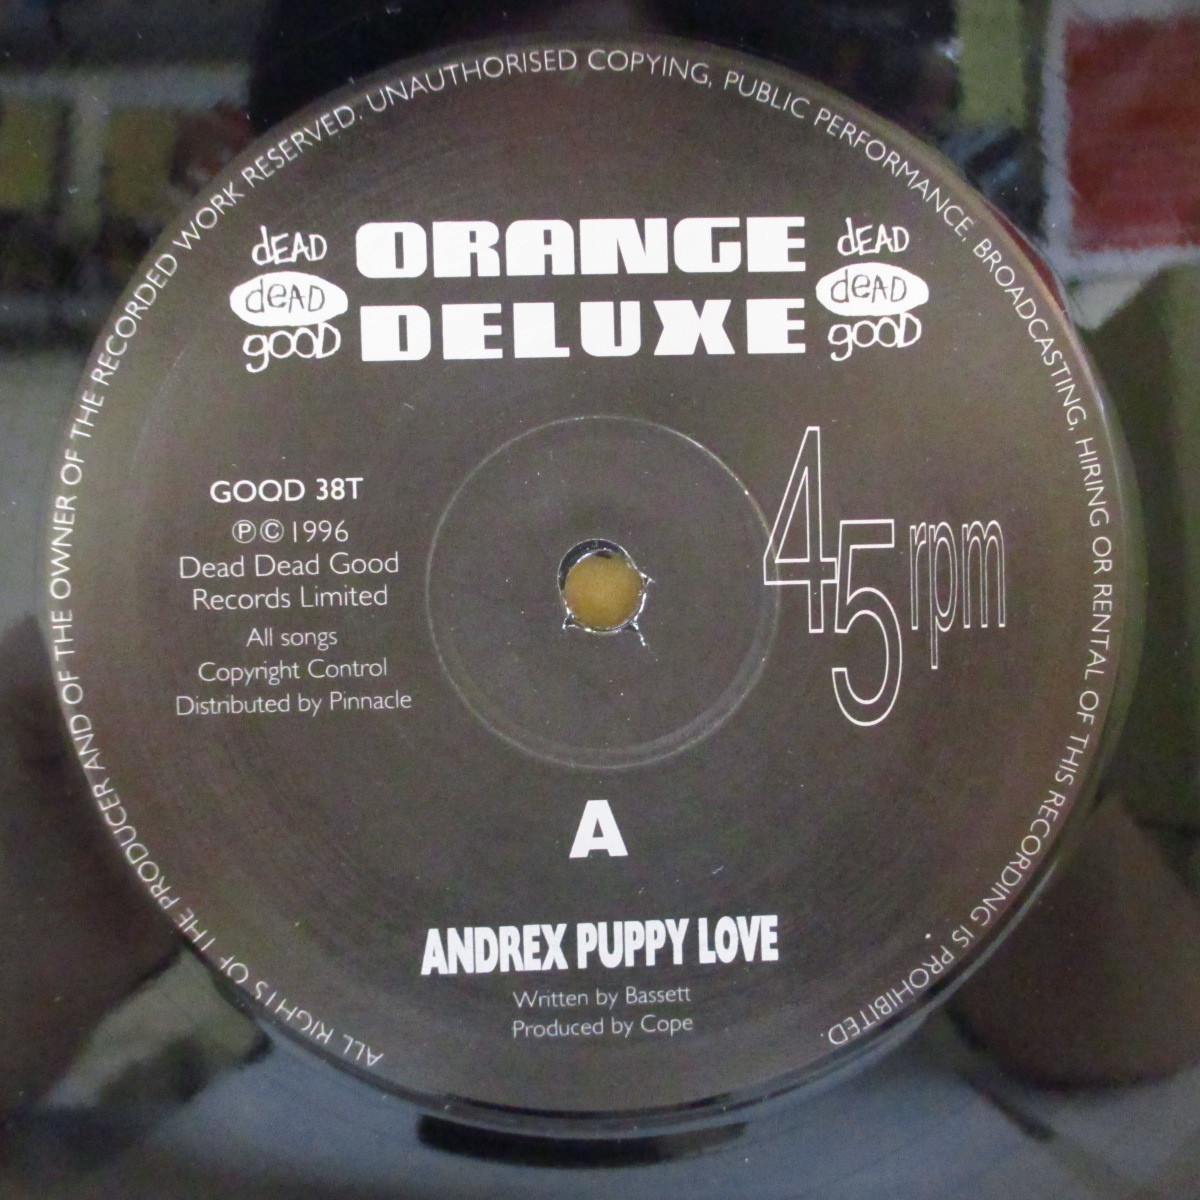 ALL RIGHTS OF THE PRODUCER AND OF THE OWNER OF THE RECORDED WORK RESERVED. UNAUTHORISED COPYING, PUBLIC PERFORMANCE, BROADCASTING, HIRING OR RENTAL OF THIS RECORDING IS PROHIBITED.
dEAD
deAD
gooD
ORANGE
DELUXE
dEAD
deAD
gooD
GOOD 38T
℗© 1996
Dead Dead Good
Records Limited
All songs
Copyright Control
Distributed by Pinnacle
45 rpm
A
ANDREX PUPPY LOVE
Written by Bassett
Produced by Cope